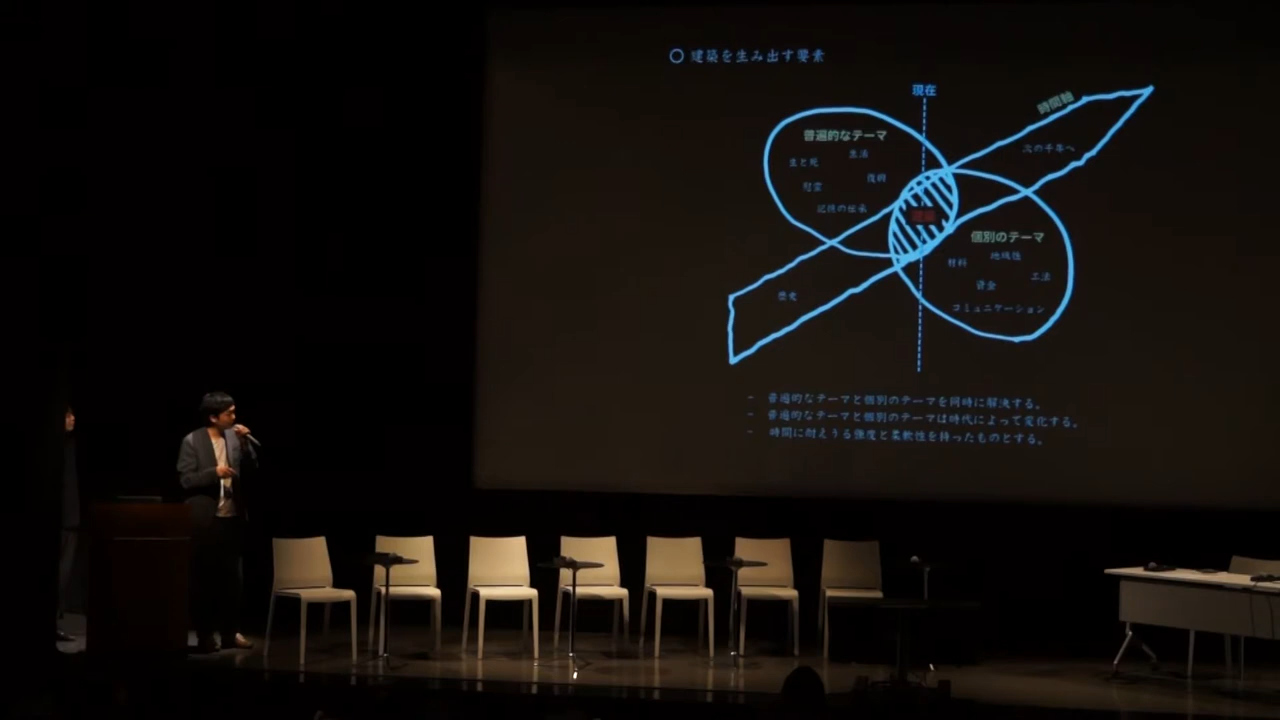 ○ 建築を生み出す要素
現在
時間軸
普遍的なテーマ
次の千年へ
生と死
生活
慰霊
復興
記憶の伝承
建築
個別のテーマ
材料
地域性
資金
工法
歴史
コミュニケーション
- 普遍的なテーマと個別のテーマを同時に解決する。
- 普遍的なテーマと個別のテーマは時代によって変化する。
- 時間に耐えうる強度と柔軟性を持ったものとする。